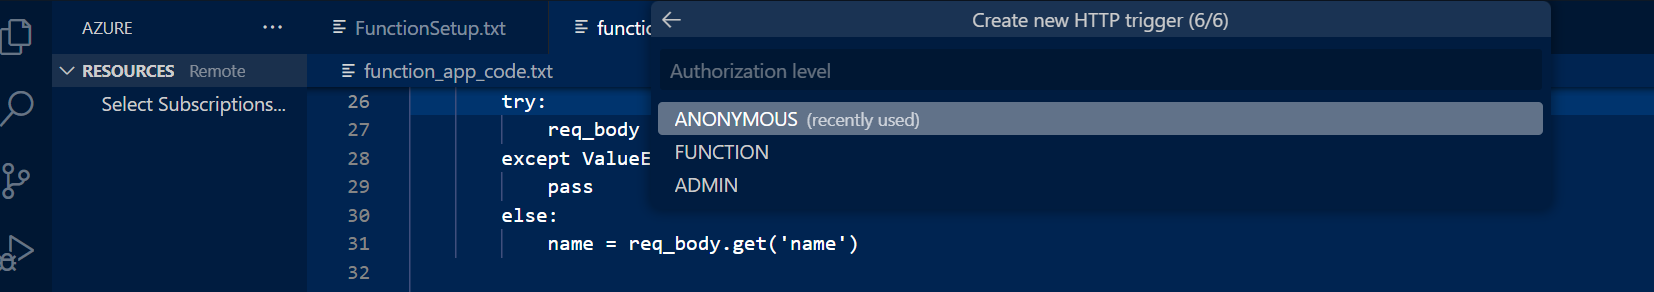 AZURE ···
FunctionSetup.txt
functio
Create new HTTP trigger (6/6)
RESOURCES Remote
function_app_code.txt
Authorization level
Select Subscriptions...
26 try:
ANONYMOUS (recently used)
27 req_body
28 except ValueE
FUNCTION
29 pass
ADMIN
30 else:
31 name = req_body.get('name')
32